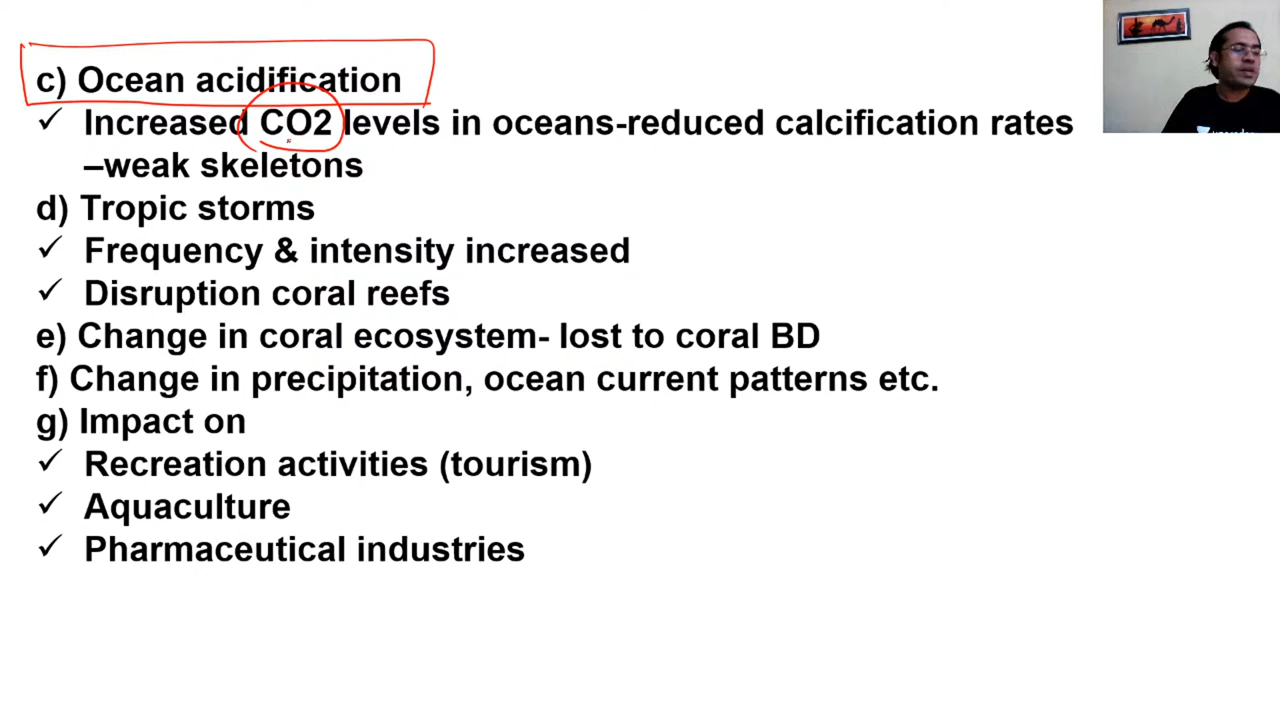 c) Ocean acidification
✓ Increased CO2 levels in oceans-reduced calcification rates
–weak skeletons
d) Tropic storms
✓ Frequency & intensity increased
✓ Disruption coral reefs
e) Change in coral ecosystem- lost to coral BD
f) Change in precipitation, ocean current patterns etc.
g) Impact on
✓ Recreation activities (tourism)
✓ Aquaculture
✓ Pharmaceutical industries